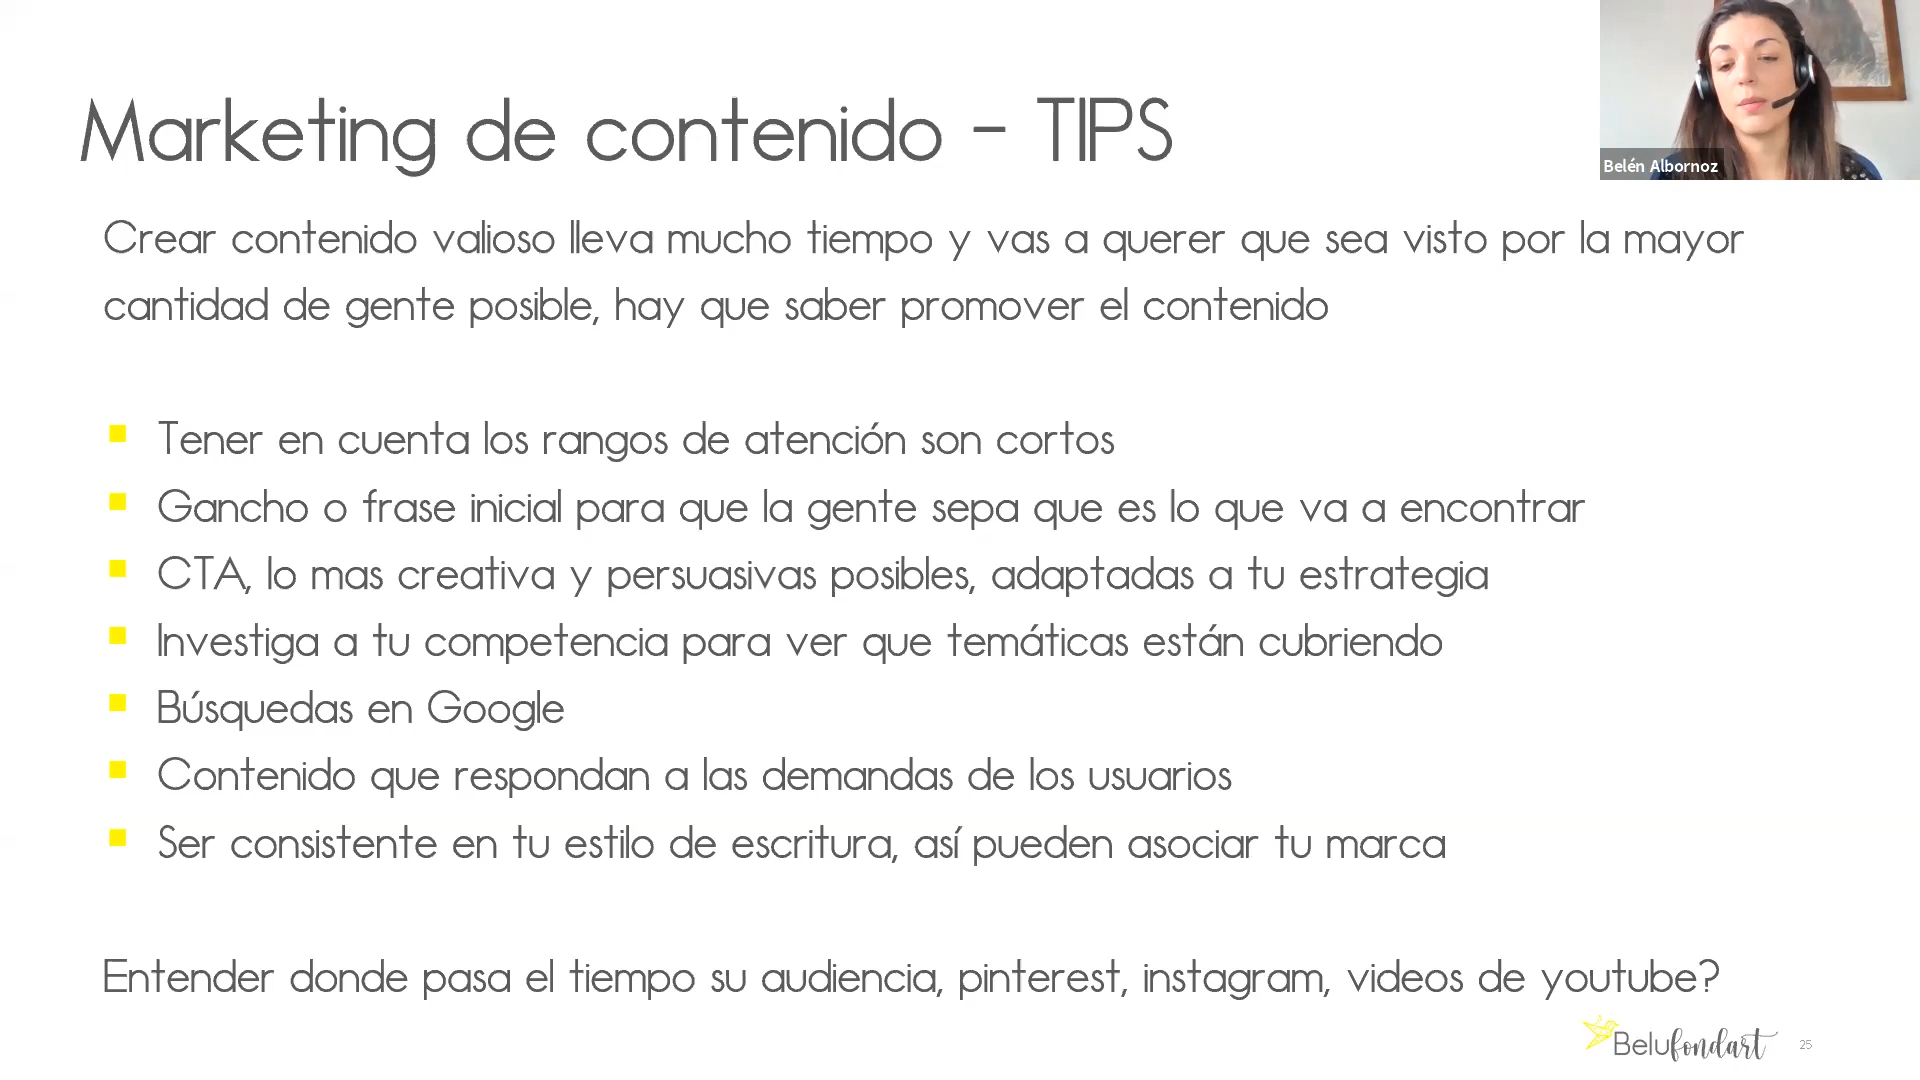 Marketing de contenido - TIPS
Belén Albornoz
Crear contenido valioso lleva mucho tiempo y vas a querer que sea visto por la mayor
cantidad de gente posible, hay que saber promover el contenido
Tener en cuenta los rangos de atención son cortos
Gancho o frase inicial para que la gente sepa que es lo que va a encontrar
CTA, lo mas creativa y persuasivas posibles, adaptadas a tu estrategia
Investiga a tu competencia para ver que temáticas están cubriendo
Búsquedas en Google
Contenido que respondan a las demandas de los usuarios
Ser consistente en tu estilo de escritura, así pueden asociar tu marca
Entender donde pasa el tiempo su audiencia, pinterest, instagram, videos de youtube?
Belufondart
25